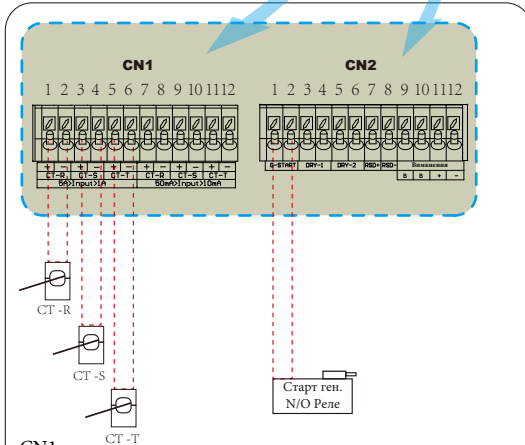 CN1
CN2
1 2 3 4 5 6 7 8 9 10 11 12
1 2 3 4 5 6 7 8 9 10 11 12
+ − + − + − + − + − + −
CT-R CT-S CT-T CT-R CT-S CT-T
5A>Input>1A 50mA>Input>10mA
G-START DRY-1 DRY-2 RSD+ RSD-
B B + -
CT -R
CT -S
CT -T
Старт ген.
N/O Реле
CN1